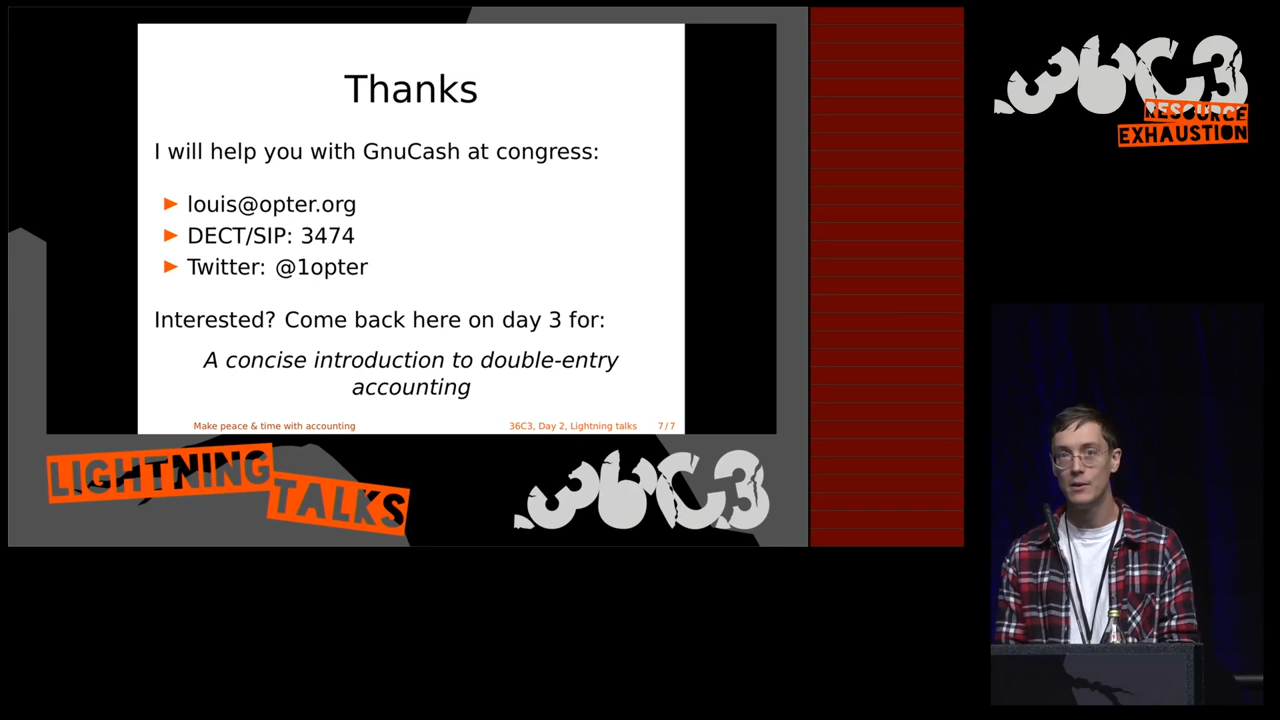 Thanks
I will help you with GnuCash at congress:
► louis@opter.org
► DECT/SIP: 3474
► Twitter: @1opter
Interested? Come back here on day 3 for:
A concise introduction to double-entry
accounting
Make peace & time with accounting
36C3, Day 2, Lightning talks 7/7
LIGHTNING
TALKS
36C3
36C3
RESOURCE
EXHAUSTION